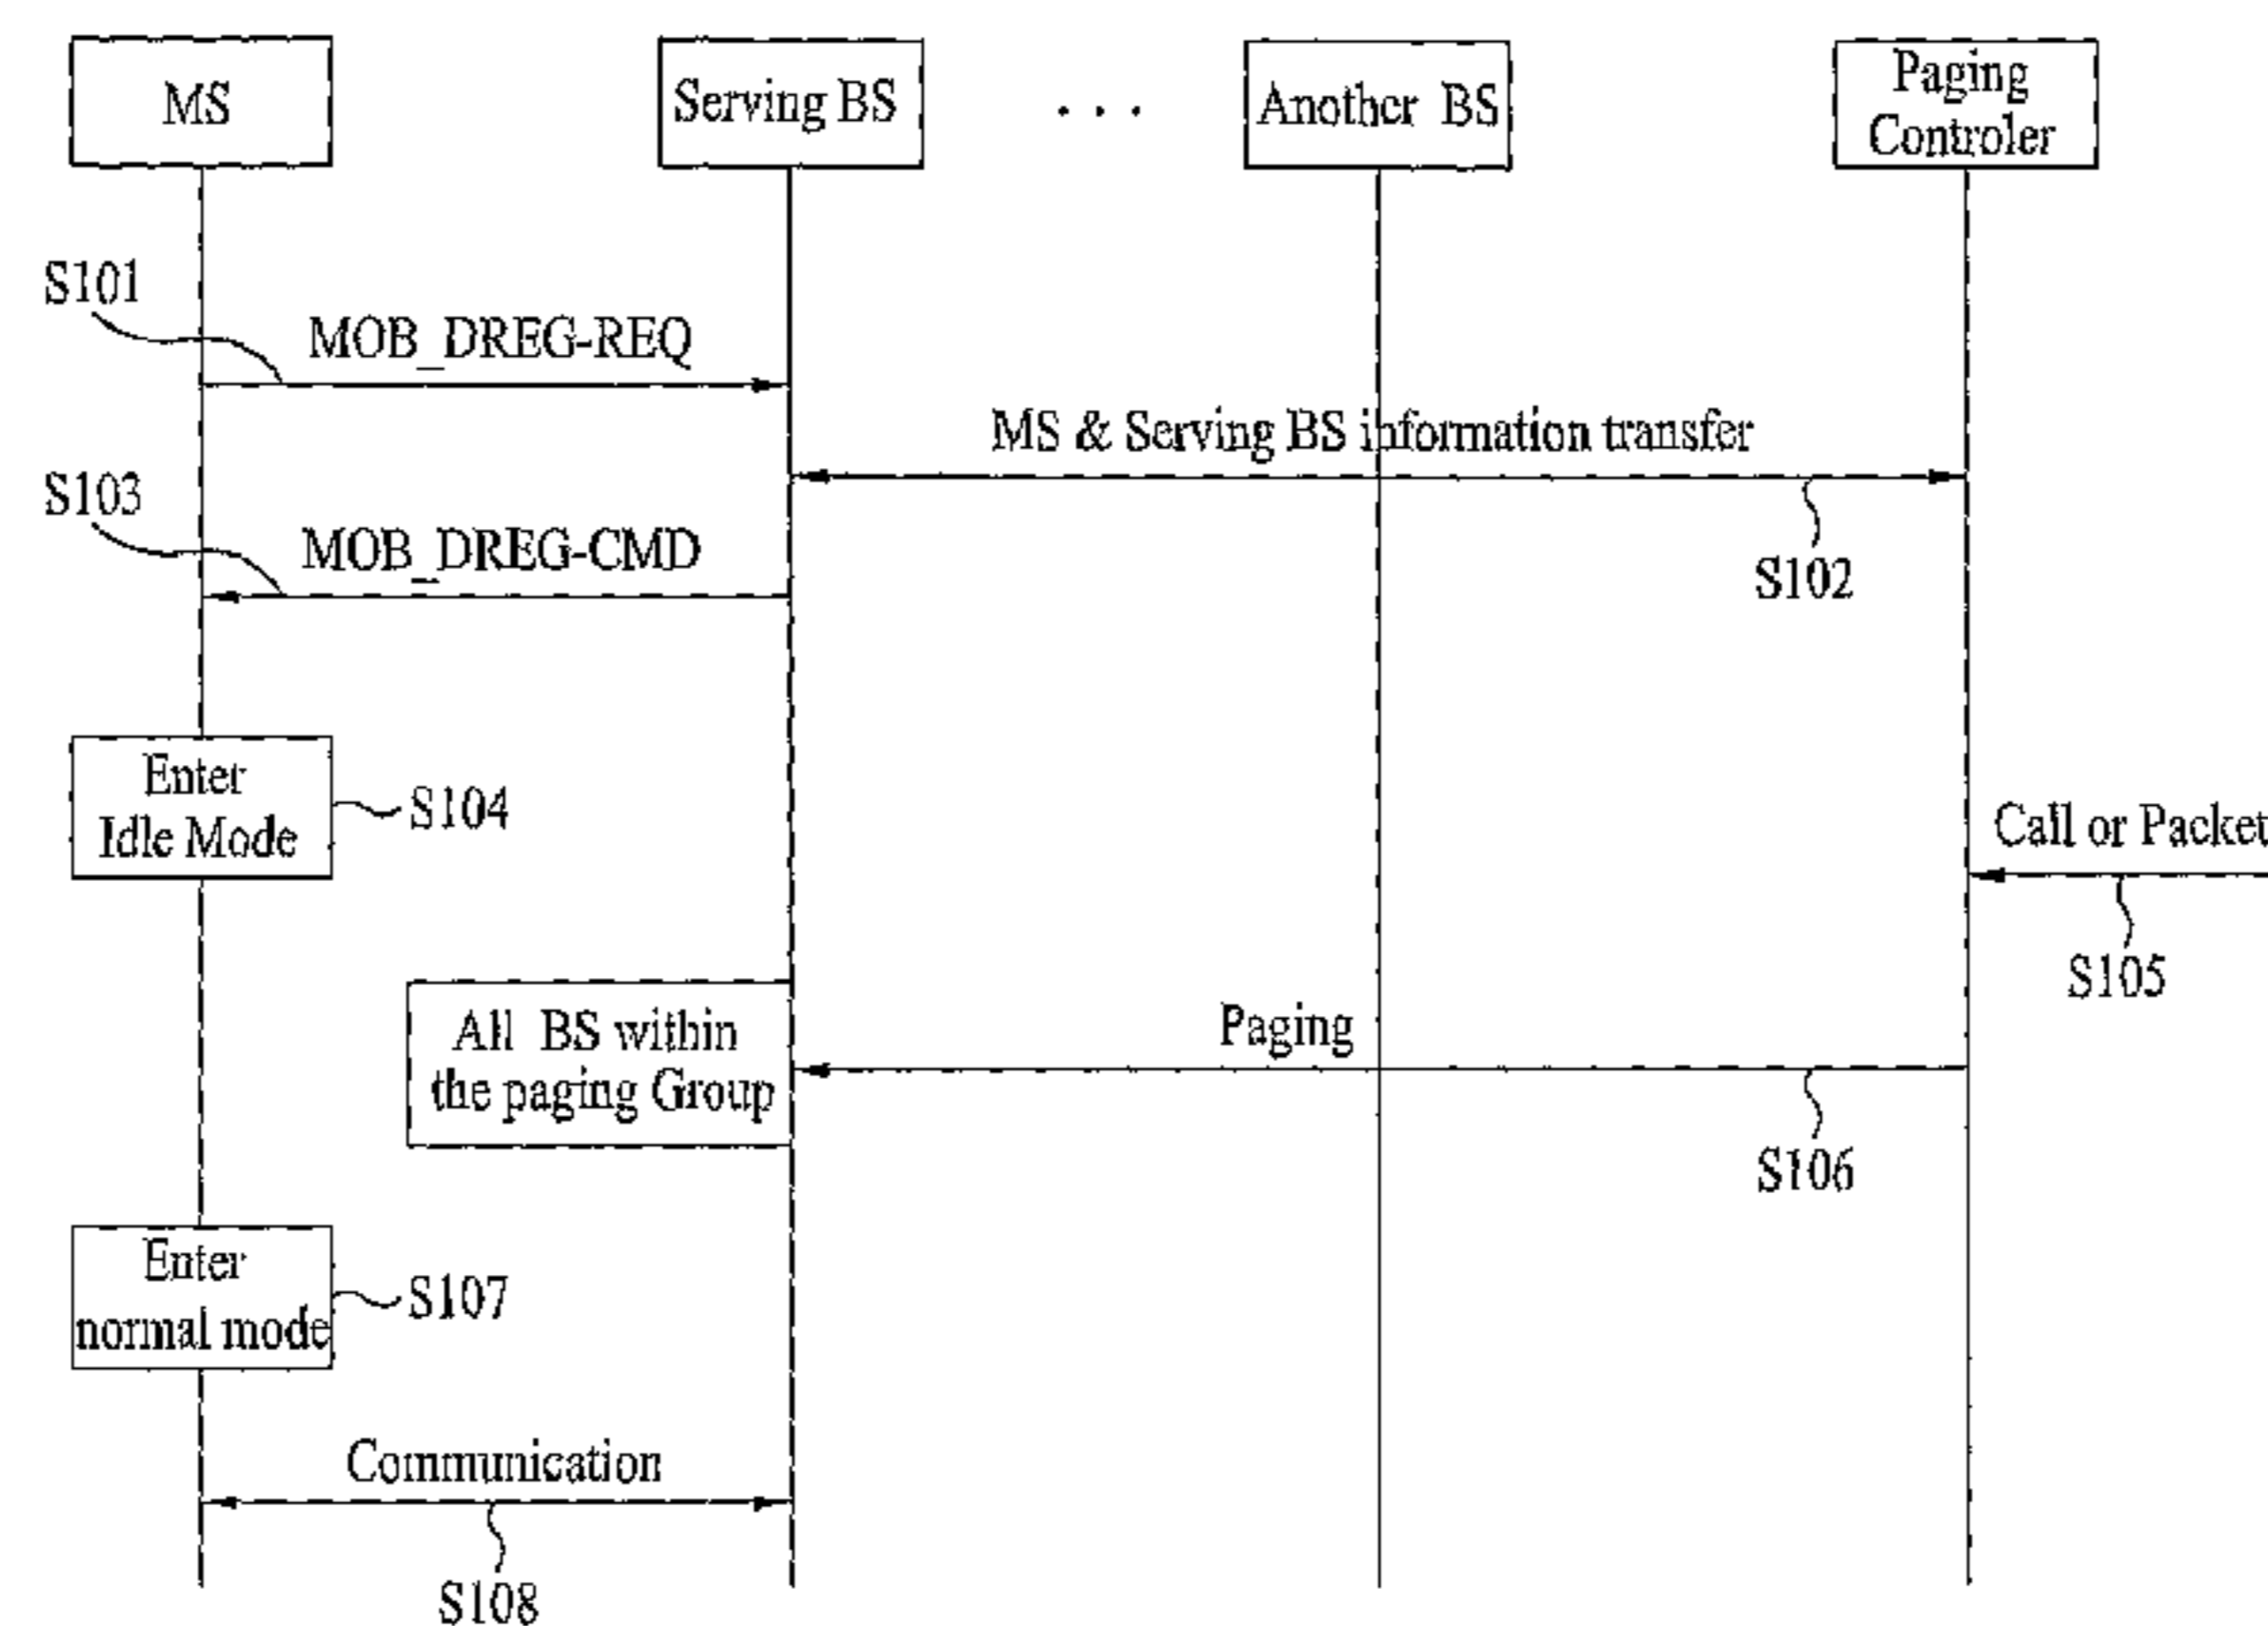 MS
Serving BS
. . .
Another BS
Paging
Controler
S101
MOB_DREG-REQ
MS & Serving BS information transfer
S103
MOB_DREG-CMD
S102
Enter
Idle Mode
S104
Call or Packet
S105
All BS within
the paging Group
Paging
S106
Enter
normal mode
S107
Communication
S108